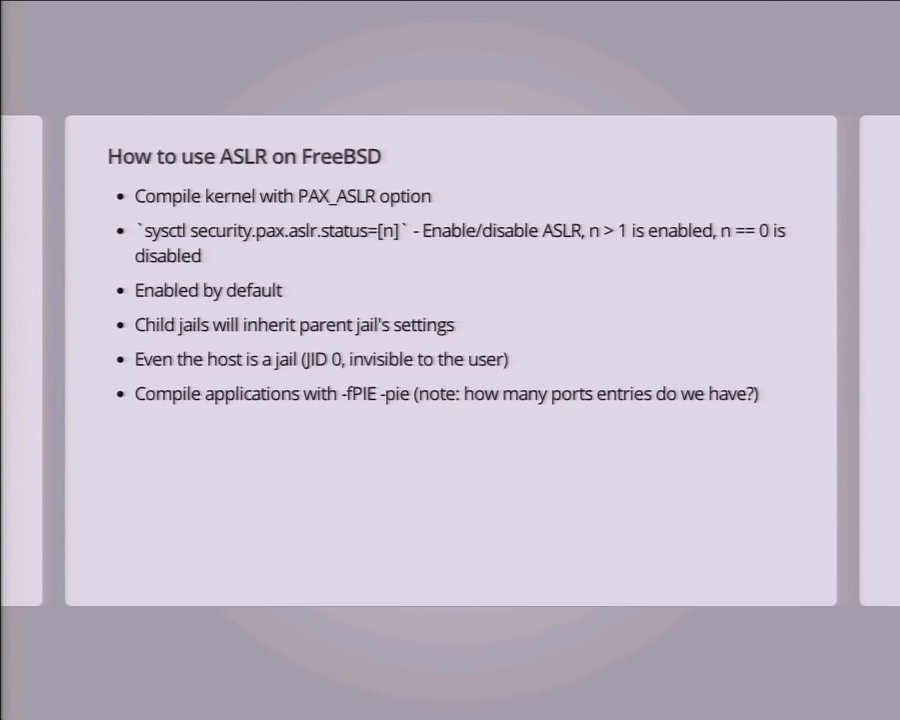 How to use ASLR on FreeBSD
• Compile kernel with PAX_ASLR option
• `sysctl security.pax.aslr.status=[n]` - Enable/disable ASLR, n > 1 is enabled, n == 0 is
disabled
• Enabled by default
• Child jails will inherit parent jail's settings
• Even the host is a jail (JID 0, invisible to the user)
• Compile applications with -fPIE -pie (note: how many ports entries do we have?)